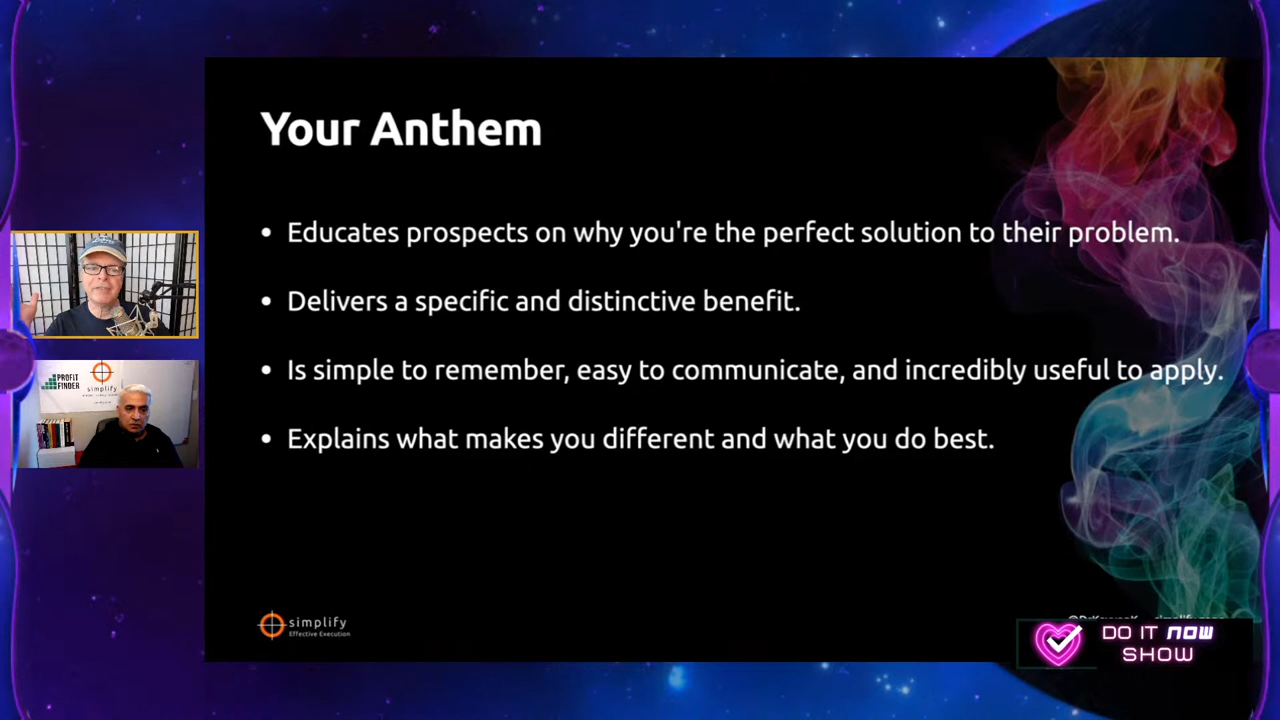 Your Anthem
• Educates prospects on why you're the perfect solution to their problem.
• Delivers a specific and distinctive benefit.
• Is simple to remember, easy to communicate, and incredibly useful to apply.
• Explains what makes you different and what you do best.
PROFIT
FINDER
simplify
simplify
Effective Execution
DO IT NOW
SHOW